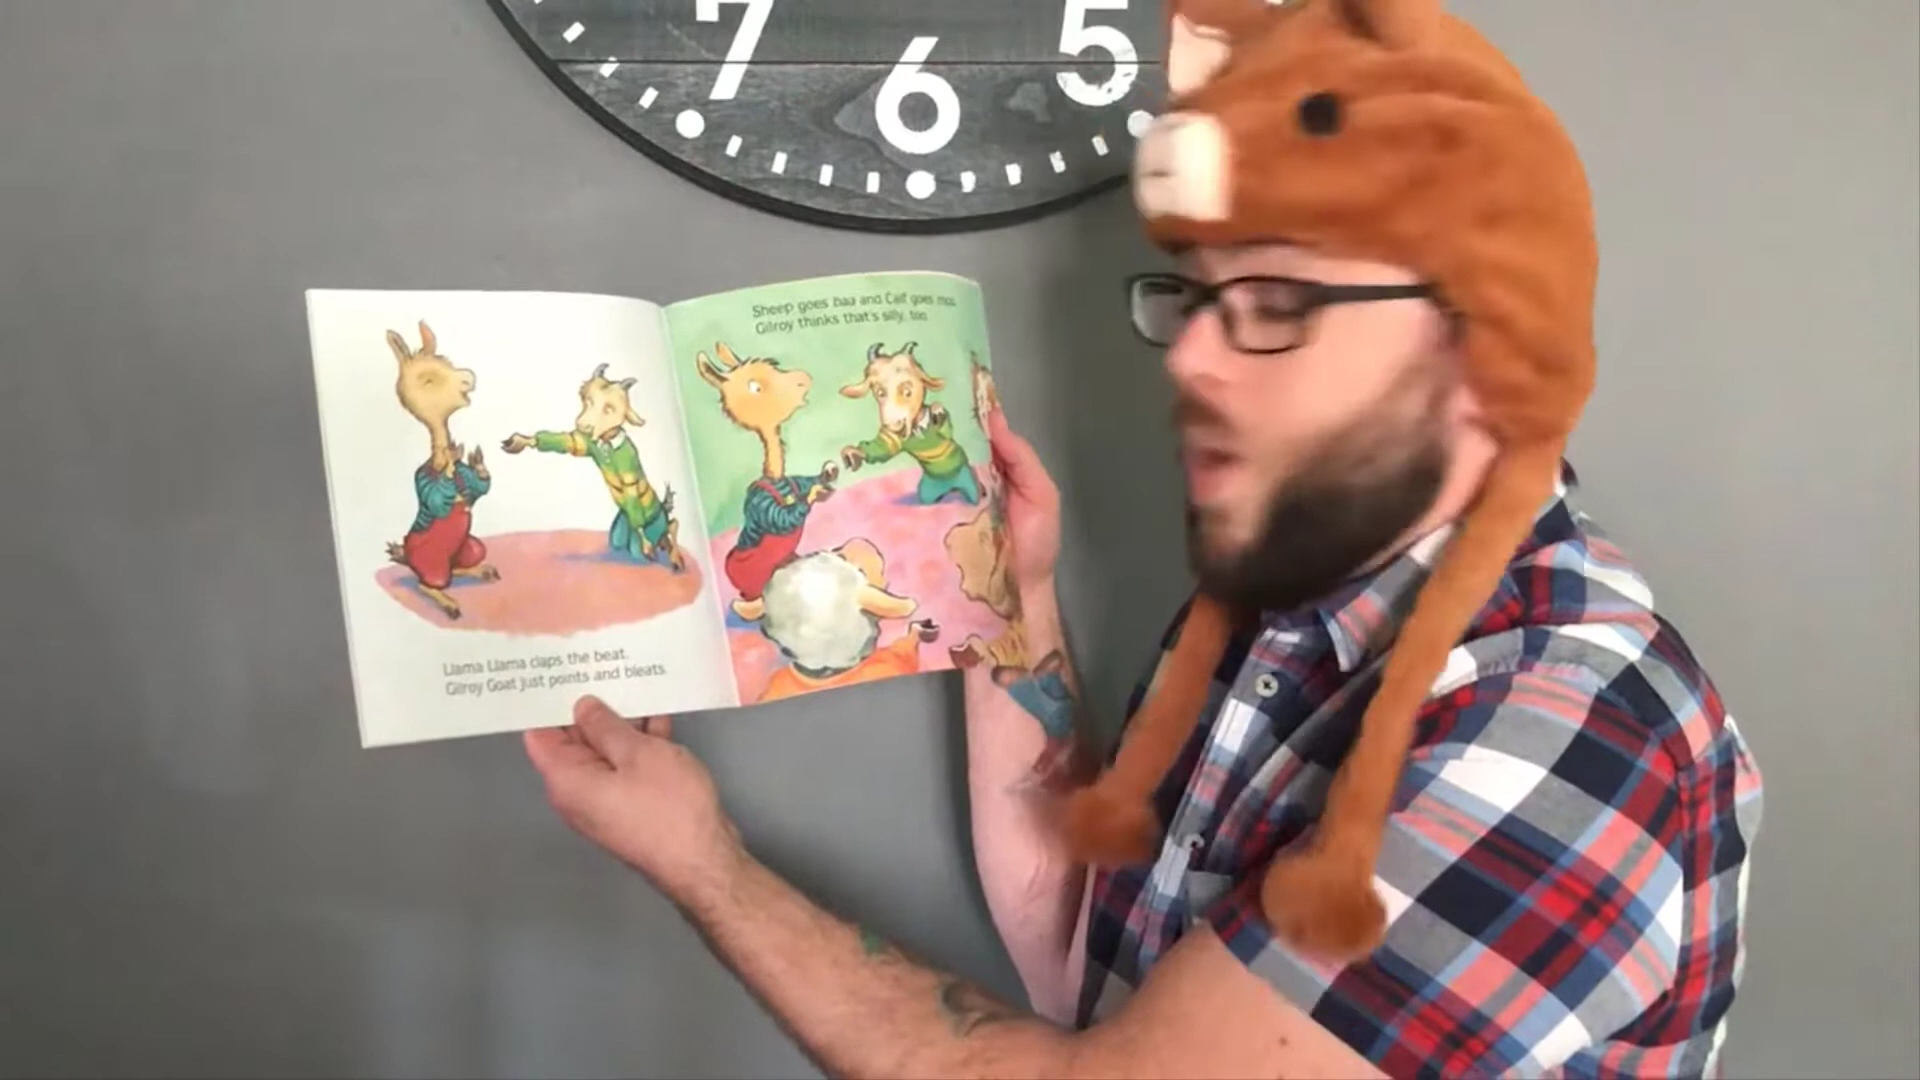 7
6
5
Llama Llama claps the beat.
Gilroy Goat just points and bleats.
Sheep goes baa and Calf goes moo.
Gilroy thinks that's silly, too.